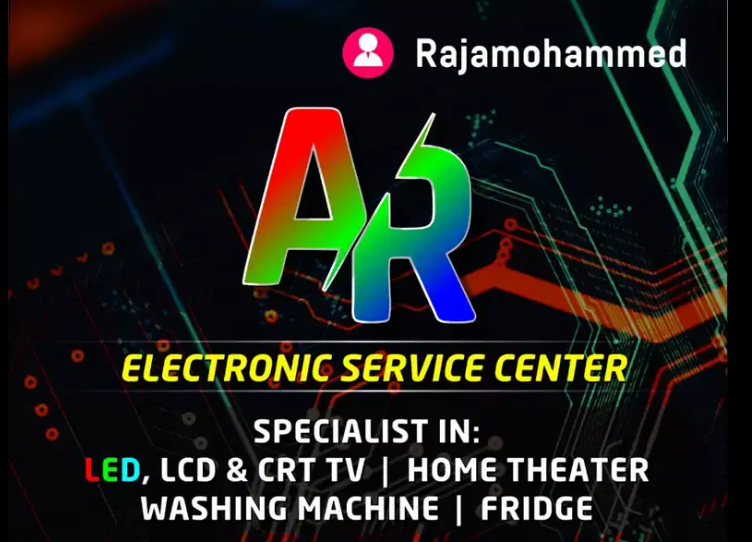 Rajamohammed
AR
ELECTRONIC SERVICE CENTER
SPECIALIST IN:
LED, LCD & CRT TV | HOME THEATER
WASHING MACHINE | FRIDGE